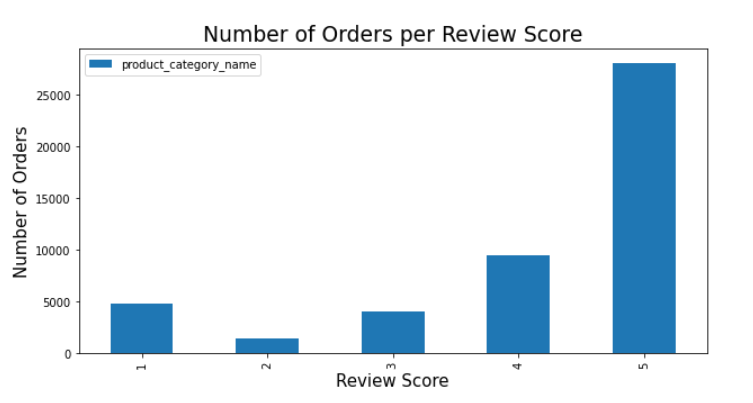 Number of Orders per Review Score
product_category_name
Number of Orders
25000
20000
15000
10000
5000
0
1 2 3 4 5
Review Score